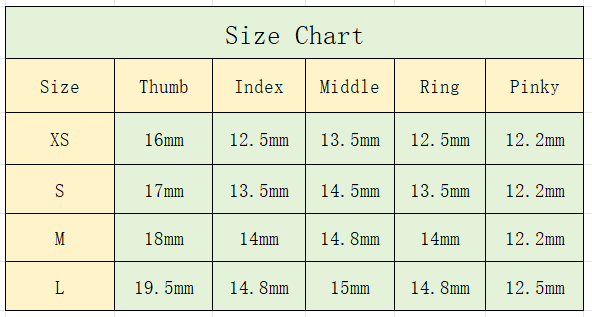 Size Chart
Size Thumb Index Middle Ring Pinky
XS 16mm 12.5mm 13.5mm 12.5mm 12.2mm
S 17mm 13.5mm 14.5mm 13.5mm 12.2mm
M 18mm 14mm 14.8mm 14mm 12.2mm
L 19.5mm 14.8mm 15mm 14.8mm 12.5mm